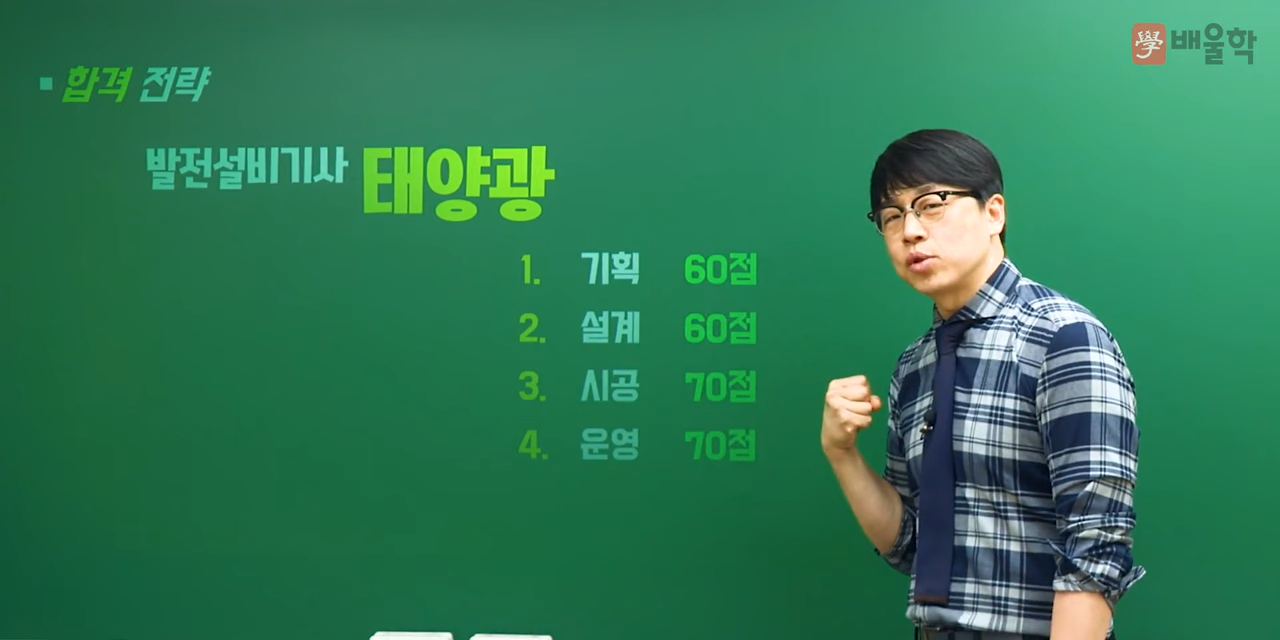 學 배울학
합격 전략
발전설비기사 태양광
1. 기획 60점
2. 설계 60점
3. 시공 70점
4. 운영 70점